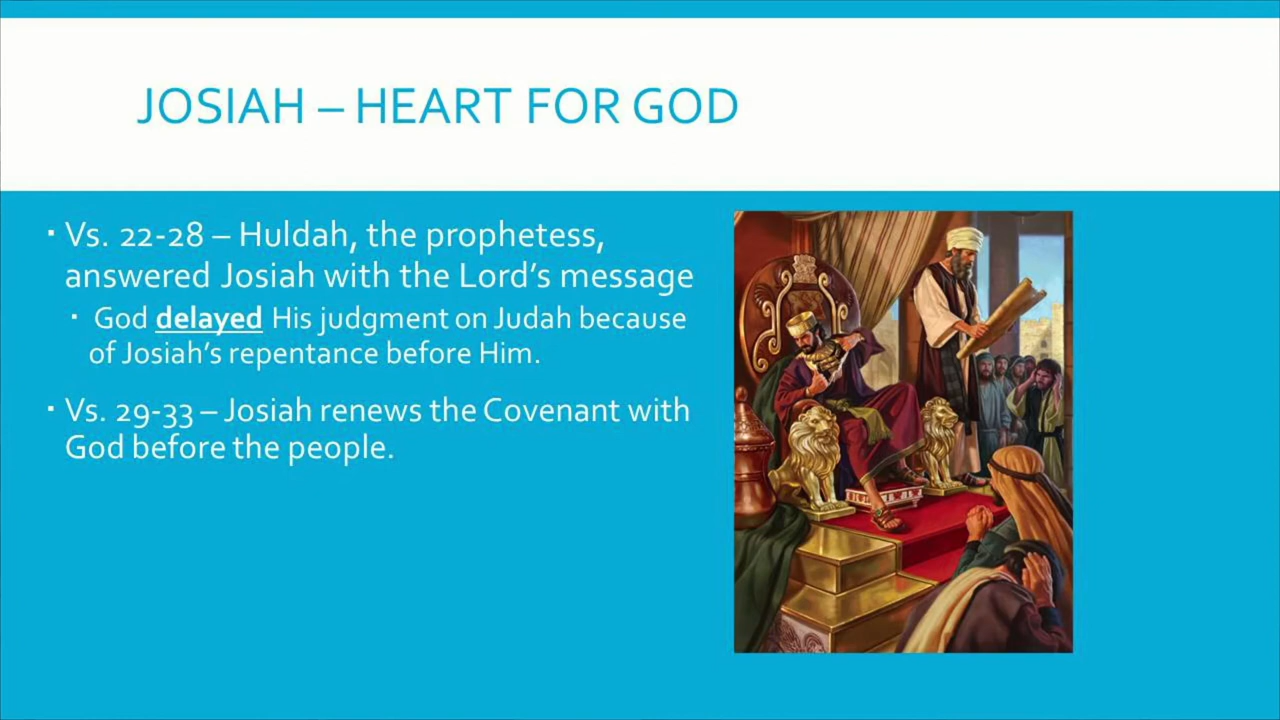 JOSIAH – HEART FOR GOD
▪ Vs. 22-28 – Huldah, the prophetess,
answered Josiah with the Lord’s message
▪ God delayed His judgment on Judah because
of Josiah’s repentance before Him.
▪ Vs. 29-33 – Josiah renews the Covenant with
God before the people.